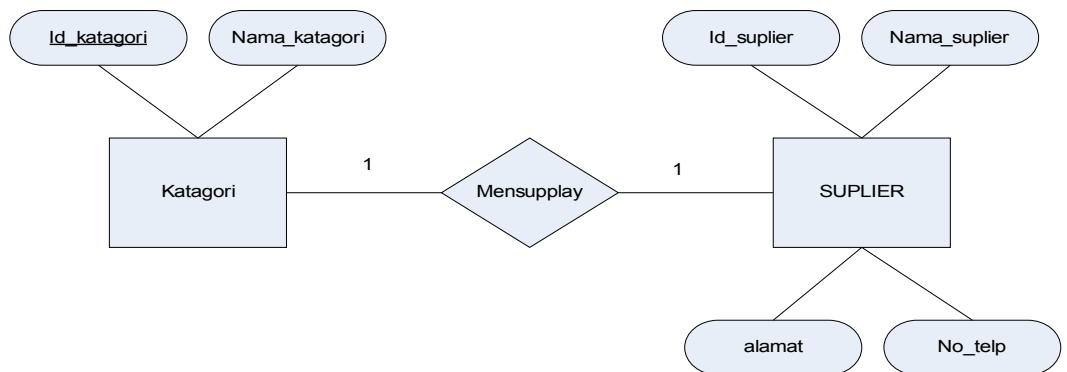 Id_katagori
Nama_katagori
Id_suplier
Nama_suplier
Katagori
1
Mensupplay
1
SUPLIER
alamat
No_telp